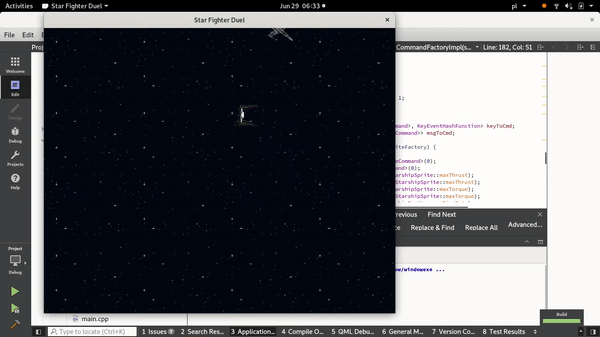 Activities Star Fighter Duel Jun 29 06:33 pl
Star Fighter Duel
File Edit
Welcome
Edit
Design
Debug
Projects
Help
Project
Debug
CommandFactoryImpl(s... Line: 182, Col: 51
1;
KeyEventHashFunction> keyToCmd;
msgToCmd;
iteFactory) {
eCommand>(0);
and>(0);
StarshipSprite::maxThrust);
StarshipSprite::maxThrust);
StarshipSprite::maxTorque);
StarshipSprite::maxTorque);
revious Find Next
ce Replace & Find Replace All Advanced...
ow/windowexe ...
Build
main.cpp
Type to locate (Ctrl+K) 1 Issues 7 2 Search Res... 3 Application... 4 Compile O... 5 QML Debug... 6 General M... 7 Version Co... 8 Test Results